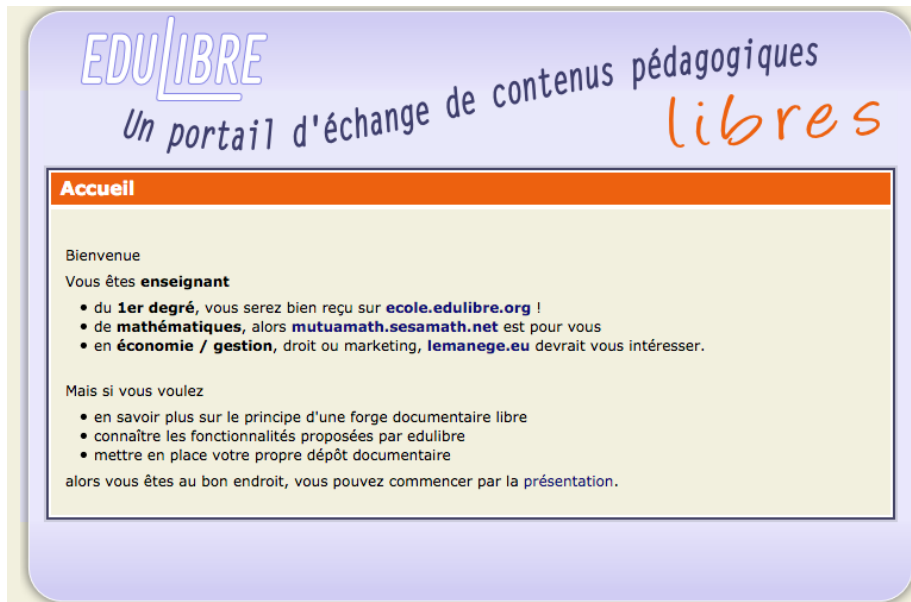 EDULIBRE
Un portail d'échange de contenus pédagogiques
libres
Accueil
Bienvenue
Vous êtes enseignant
• du 1er degré, vous serez bien reçu sur ecole.edulibre.org !
• de mathématiques, alors mutuamath.sesamath.net est pour vous
• en économie / gestion, droit ou marketing, lemanege.eu devrait vous intéresser.
Mais si vous voulez
• en savoir plus sur le principe d'une forge documentaire libre
• connaître les fonctionnalités proposées par edulibre
• mettre en place votre propre dépôt documentaire
alors vous êtes au bon endroit, vous pouvez commencer par la présentation.